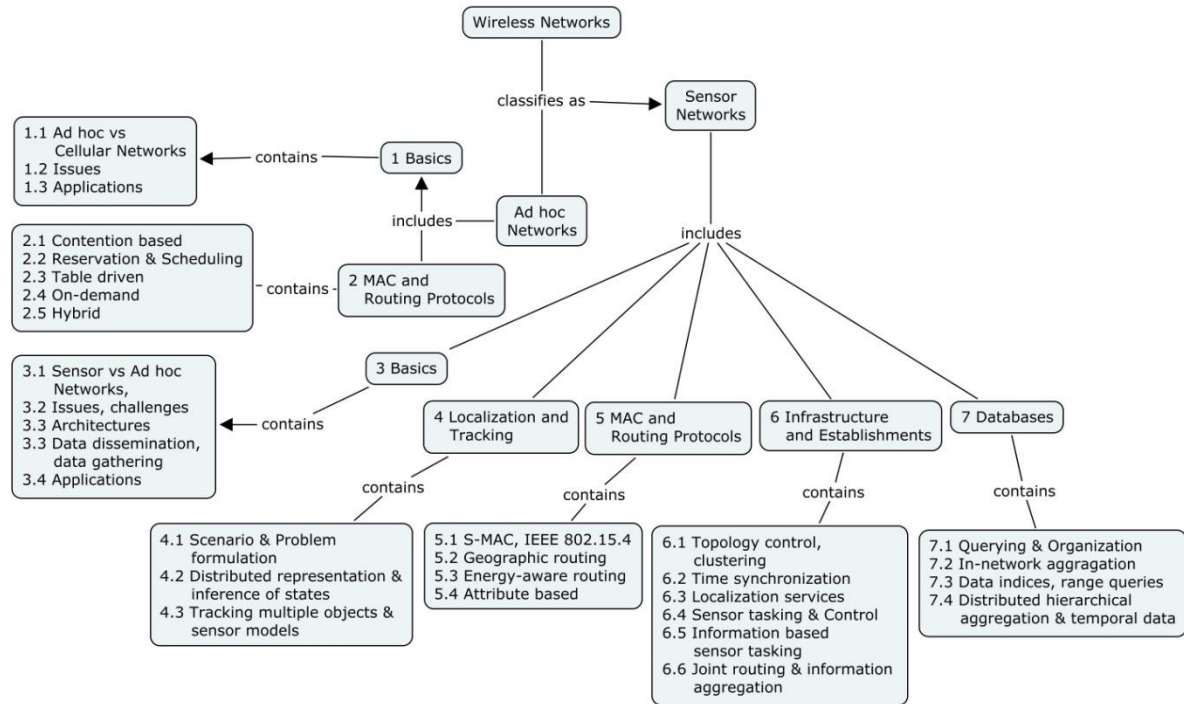 Wireless Networks
classifies as
Sensor
Networks
1.1 Ad hoc vs
Cellular Networks
1.2 Issues
1.3 Applications
contains
1 Basics
includes
Ad hoc
Networks
2.1 Contention based
2.2 Reservation & Scheduling
2.3 Table driven
2.4 On-demand
2.5 Hybrid
contains
2 MAC and
Routing Protocols
includes
3 Basics
3.1 Sensor vs Ad hoc
Networks,
3.2 Issues, challenges
3.3 Architectures
3.3 Data dissemination,
data gathering
3.4 Applications
contains
4 Localization and
Tracking
5 MAC and
Routing Protocols
6 Infrastructure
and Establishments
7 Databases
contains
contains
contains
contains
4.1 Scenario & Problem
formulation
4.2 Distributed representation &
inference of states
4.3 Tracking multiple objects &
sensor models
5.1 S-MAC, IEEE 802.15.4
5.2 Geographic routing
5.3 Energy-aware routing
5.4 Attribute based
6.1 Topology control,
clustering
6.2 Time synchronization
6.3 Localization services
6.4 Sensor tasking & Control
6.5 Information based
sensor tasking
6.6 Joint routing & information
aggregation
7.1 Querying & Organization
7.2 In-network aggragation
7.3 Data indices, range queries
7.4 Distributed hierarchical
aggregation & temporal data